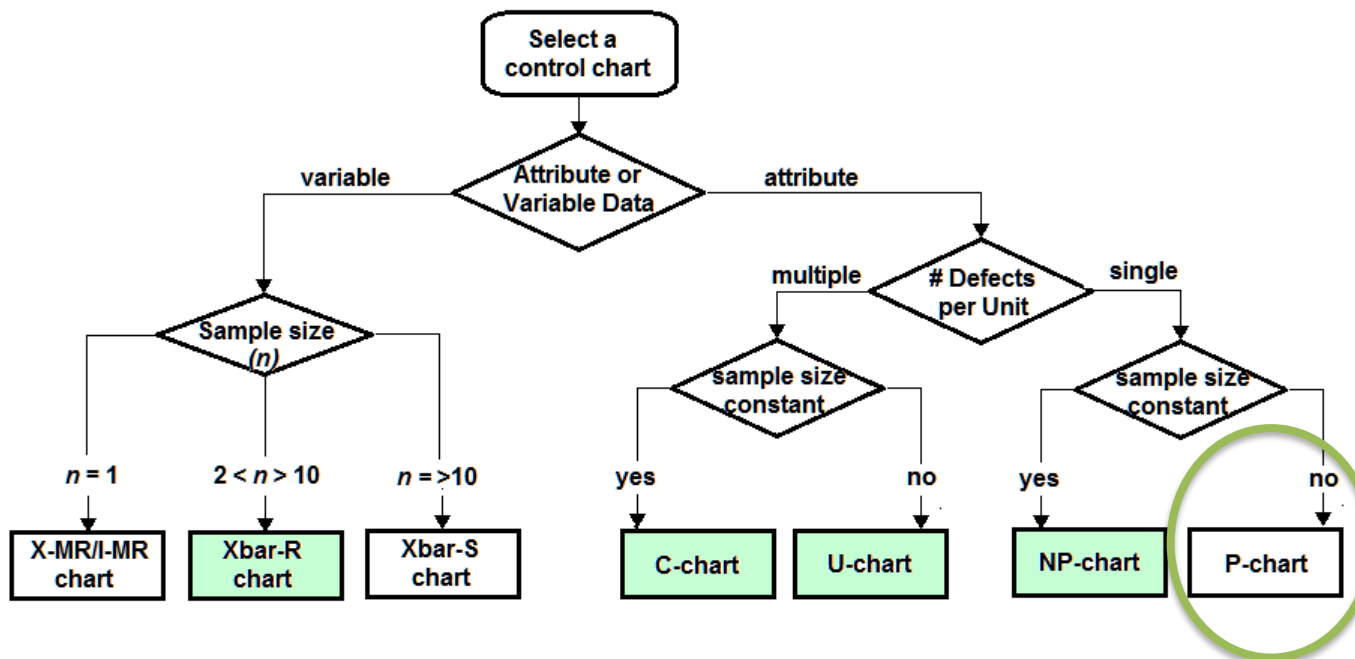 Select a
control chart
variable
Attribute or
Variable Data
attribute
multiple
# Defects
per Unit
single
Sample size
(n)
sample size
constant
sample size
constant
n = 1
2 < n > 10
n = >10
yes
no
yes
no
X-MR/I-MR
chart
Xbar-R
chart
Xbar-S
chart
C-chart
U-chart
NP-chart
P-chart